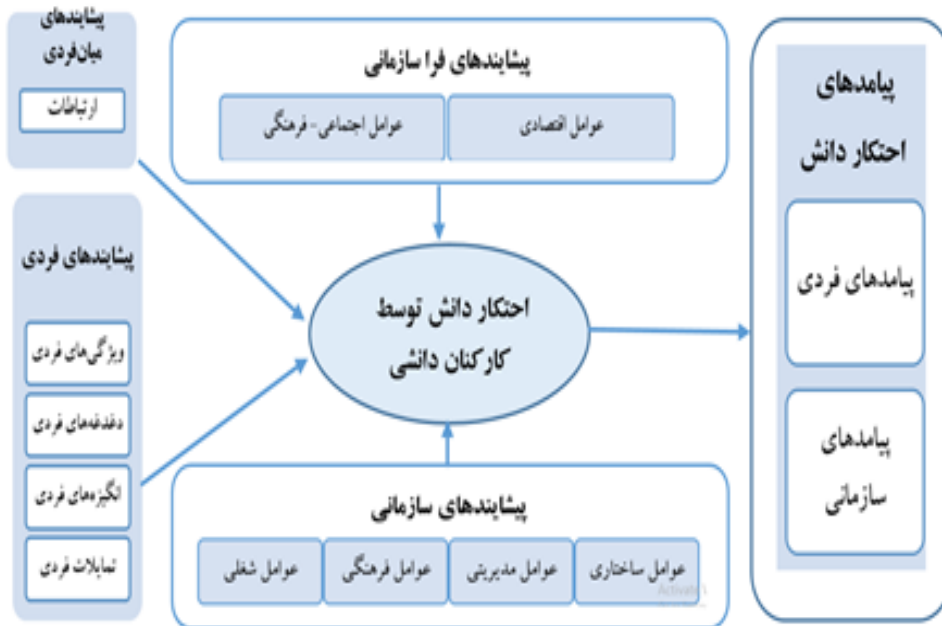 پیشایندهای
میان‌فردی
ارتباطات
پیشایندهای فرا سازمانی
عوامل اقتصادی
عوامل اجتماعی- فرهنگی
پیامدهای
احتکار دانش
پیامدهای فردی
پیامدهای
سازمانی
پیشایندهای فردی
ویژگی‌های فردی
دغدغه‌های فردی
انگیزه‌های فردی
تمایلات فردی
احتکار دانش توسط
کارکنان دانشی
پیشایندهای سازمانی
عوامل ساختاری
عوامل مدیریتی
عوامل فرهنگی
عوامل شغلی